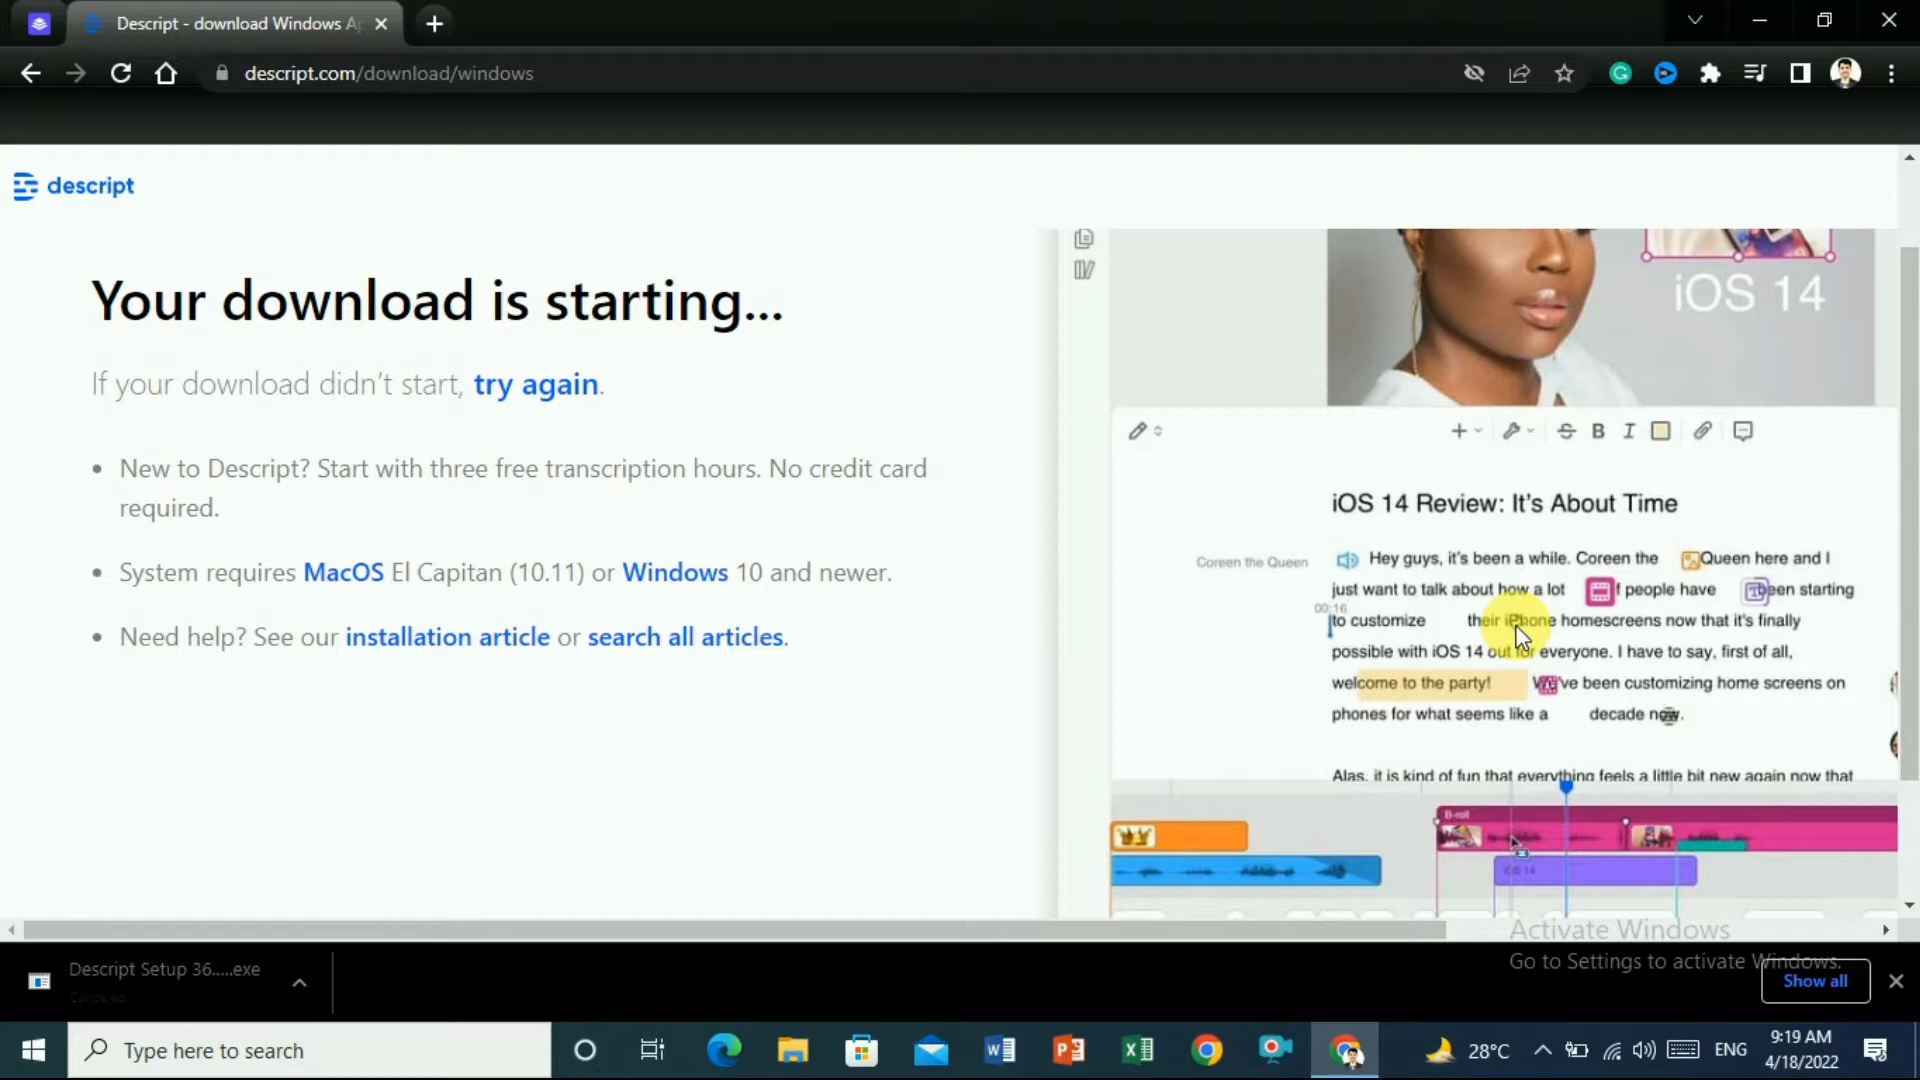 Descript - download Windows Ap
descript.com/download/windows
descript
Your download is starting...
If your download didn't start, try again.
New to Descript? Start with three free transcription hours. No credit card
required.
System requires MacOS El Capitan (10.11) or Windows 10 and newer.
Need help? See our installation article or search all articles.
iOS 14
iOS 14 Review: It's About Time
Coreen the Queen
Hey guys, it's been a while. Coreen the Queen here and I
just want to talk about how a lot of people have been starting
00:16
to customize their iPhone homescreens now that it's finally
possible with iOS 14 out for everyone. I have to say, first of all,
welcome to the party! We've been customizing home screens on
phones for what seems like a decade now.
Alas, it is kind of fun that everything feels a little bit new again now that
B-roll
iOS 14
Activate Windows
Go to Settings to activate Windows.
Descript Setup 36.....exe
Canceled
Show all
Type here to search
28°C
ENG
9:19 AM
4/18/2022